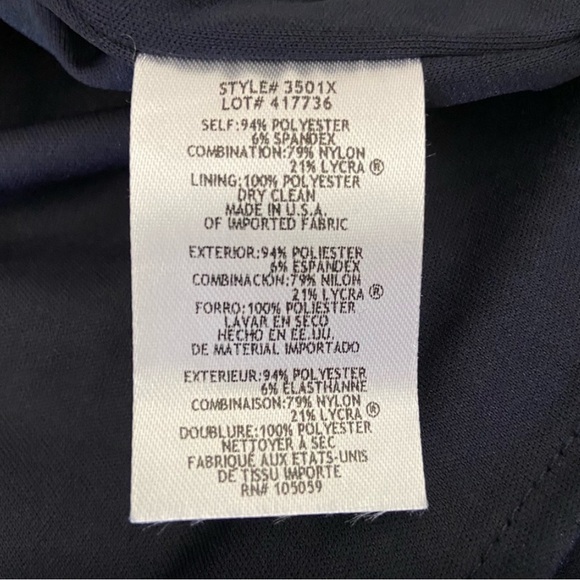 STYLE# 3501X
LOT# 417736
SELF:94% POLYESTER
6% SPANDEX
COMBINATION:79% NYLON
21% LYCRA®
LINING:100% POLYESTER
DRY CLEAN
MADE IN U.S.A.
OF IMPORTED FABRIC
EXTERIOR:94% POLIESTER
6% ESPANDEX
COMBINACION:79% NILON
21% LYCRA®
FORRO:100% POLIESTER
LAVAR EN SECO
HECHO EN EE.UU.
DE MATERIAL IMPORTADO
EXTERIEUR:94% POLYESTER
6% ELASTHANNE
COMBINAISON:79% NYLON
21% LYCRA®
DOUBLURE:100% POLYESTER
NETTOYER A SEC
FABRIQUE AUX ETATS-UNIS
DE TISSU IMPORTE
RN# 105059